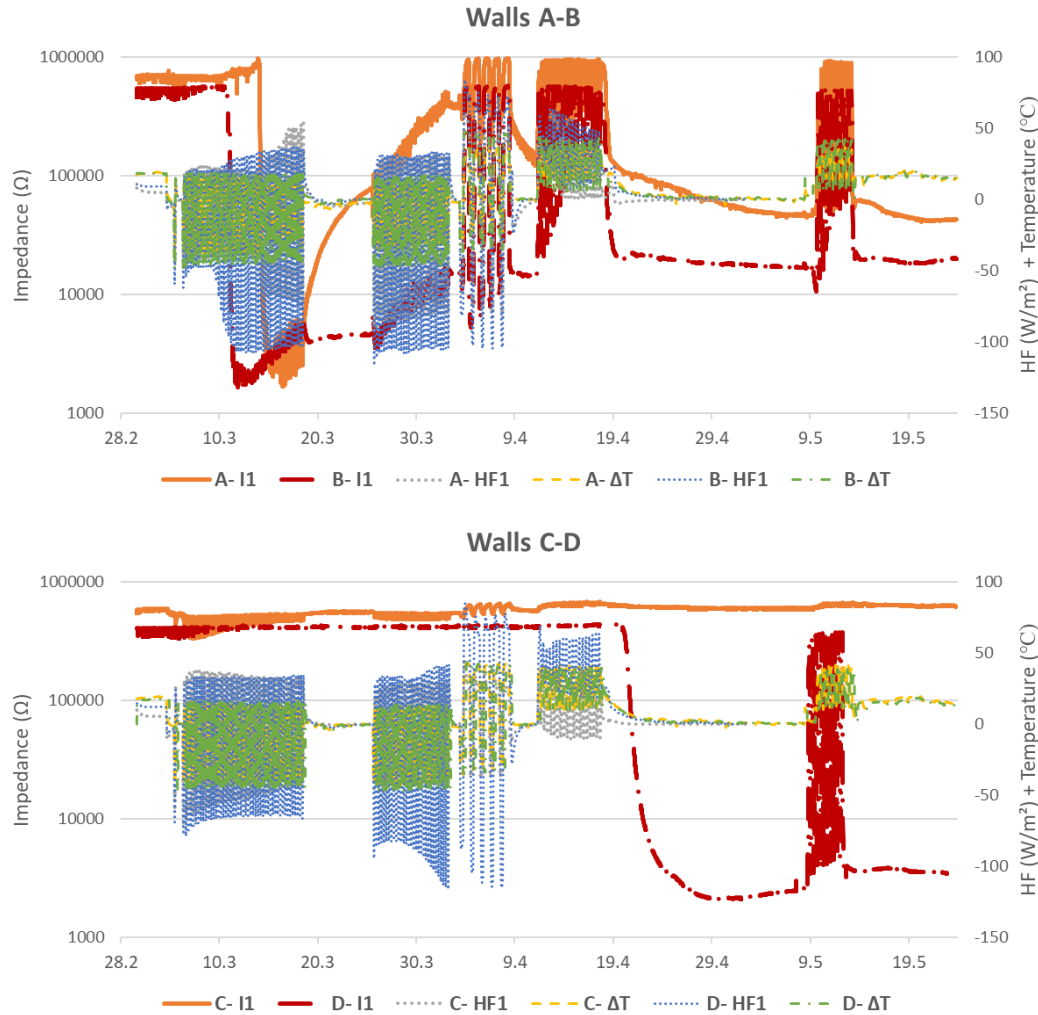 Walls A-B
1000000
100000
10000
1000
Impedance (Ω)
100
50
0
-50
-100
-150
HF (W/m²) + Temperature (℃)
28.2 10.3 20.3 30.3 9.4 19.4 29.4 9.5 19.5
A- I1 B- I1 A- HF1 A- ΔT B- HF1 B- ΔT
Walls C-D
1000000
100000
10000
1000
Impedance (Ω)
100
50
0
-50
-100
-150
HF (W/m²) + Temperature (℃)
28.2 10.3 20.3 30.3 9.4 19.4 29.4 9.5 19.5
C- I1 D- I1 C- HF1 C- ΔT D- HF1 D- ΔT